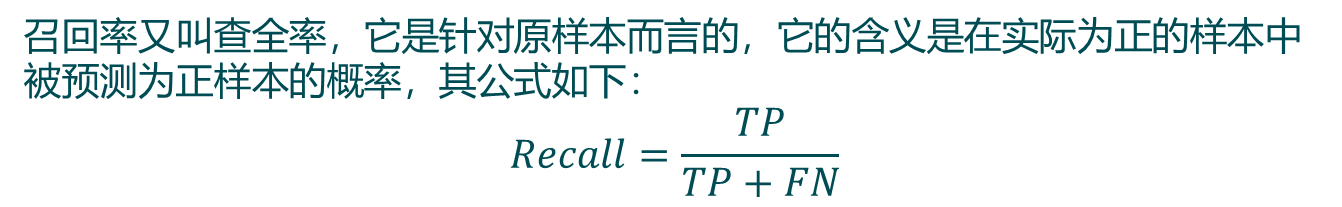 召回率又叫查全率，它是针对原样本而言的，它的含义是在实际为正的样本中
被预测为正样本的概率，其公式如下：
Recall = TP / (TP + FN)